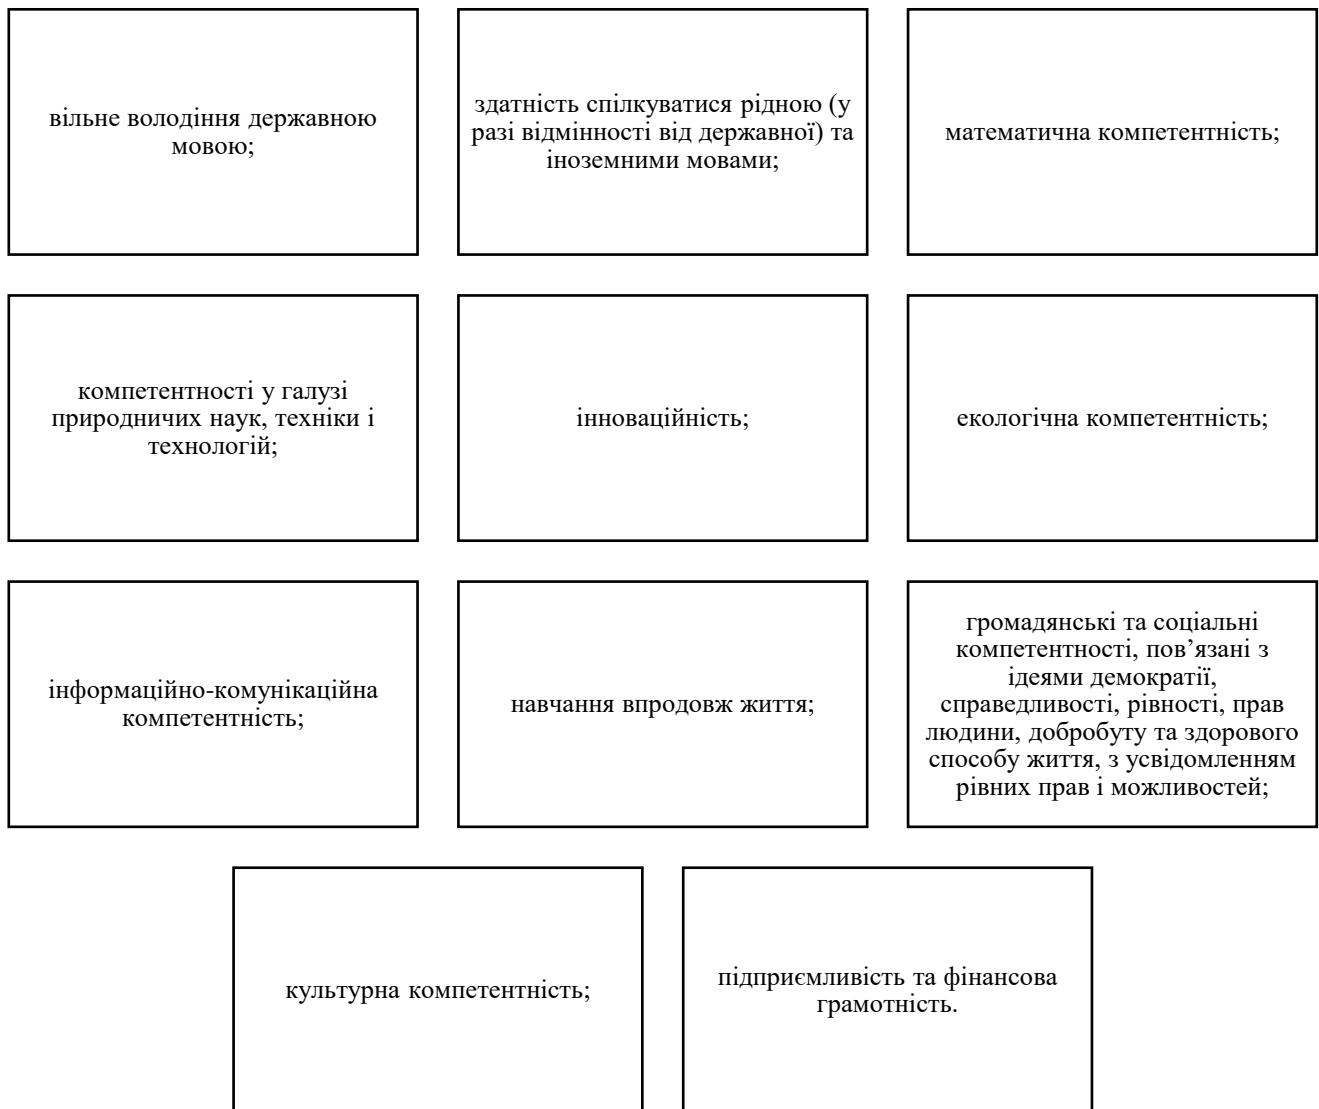 вільне володіння державною
мовою;
здатність спілкуватися рідною (у
разі відмінності від державної) та
іноземними мовами;
математична компетентність;
компетентності у галузі
природничих наук, техніки і
технологій;
інноваційність;
екологічна компетентність;
інформаційно-комунікаційна
компетентність;
навчання впродовж життя;
громадянські та соціальні
компетентності, пов’язані з
ідеями демократії,
справедливості, рівності, прав
людини, добробуту та здорового
способу життя, з усвідомленням
рівних прав і можливостей;
культурна компетентність;
підприємливість та фінансова
грамотність.